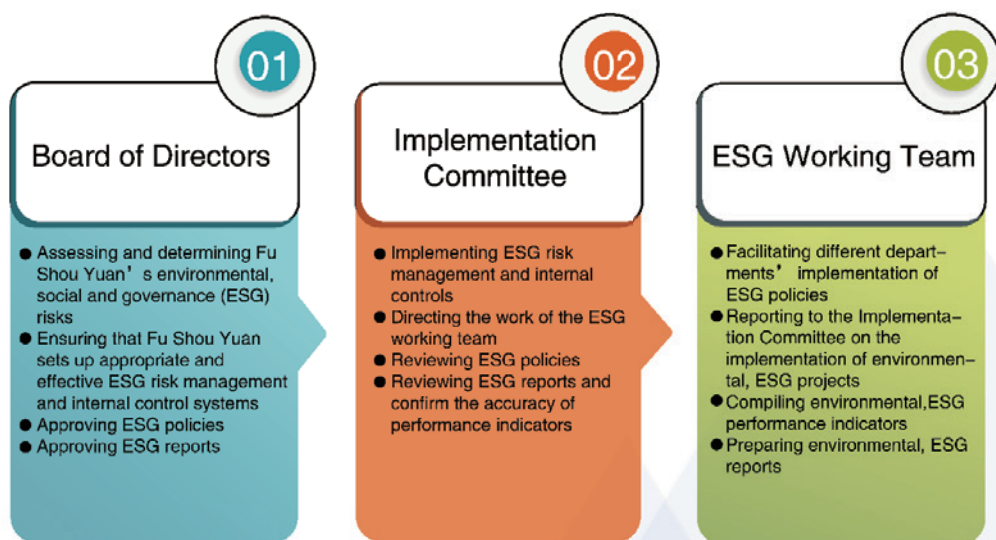 01
Board of Directors
● Assessing and determining Fu
Shou Yuan's environmental,
social and governance (ESG)
risks
● Ensuring that Fu Shou Yuan
sets up appropriate and
effective ESG risk management
and internal control systems
● Approving ESG policies
● Approving ESG reports
02
Implementation
Committee
● Implementing ESG risk
management and internal
controls
● Directing the work of the ESG
working team
● Reviewing ESG policies
● Reviewing ESG reports and
confirm the accuracy of
performance indicators
03
ESG Working Team
● Facilitating different depart-
ments' implementation of
ESG policies
● Reporting to the Implementa-
tion Committee on the
implementation of environmen-
tal, ESG projects
● Compiling environmental,ESG
performance indicators
● Preparing environmental, ESG
reports